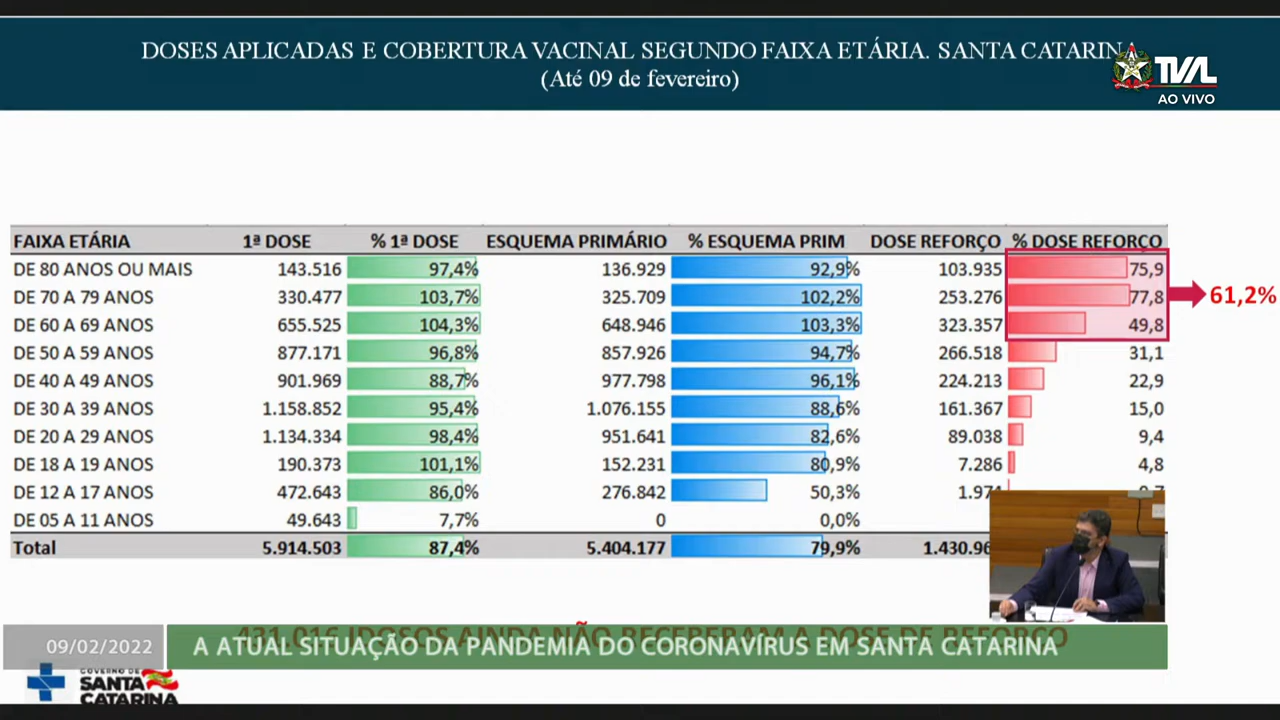 DOSES APLICADAS E COBERTURA VACINAL SEGUNDO FAIXA ETÁRIA. SANTA CATARINA
(Até 09 de fevereiro)
TVAL
AO VIVO
FAIXA ETÁRIA 1ª DOSE % 1ª DOSE ESQUEMA PRIMÁRIO % ESQUEMA PRIM DOSE REFORÇO % DOSE REFORÇO
DE 80 ANOS OU MAIS 143.516 97,4% 136.929 92,9% 103.935 75,9
DE 70 A 79 ANOS 330.477 103,7% 325.709 102,2% 253.276 77,8
61,2%
DE 60 A 69 ANOS 655.525 104,3% 648.946 103,3% 323.357 49,8
DE 50 A 59 ANOS 877.171 96,8% 857.926 94,7% 266.518 31,1
DE 40 A 49 ANOS 901.969 88,7% 977.798 96,1% 224.213 22,9
DE 30 A 39 ANOS 1.158.852 95,4% 1.076.155 88,6% 161.367 15,0
DE 20 A 29 ANOS 1.134.334 98,4% 951.641 82,6% 89.038 9,4
DE 18 A 19 ANOS 190.373 101,1% 152.231 80,9% 7.286 4,8
DE 12 A 17 ANOS 472.643 86,0% 276.842 50,3%
DE 05 A 11 ANOS 49.643 7,7% 0 0,0%
Total 5.914.503 87,4% 5.404.177 79,9%
IDOSOS AINDA NÃO RECEBERAM A DOSE DE REFORÇO
09/02/2022 A ATUAL SITUAÇÃO DA PANDEMIA DO CORONAVÍRUS EM SANTA CATARINA
GOVERNO DE
SANTA
CATARINA